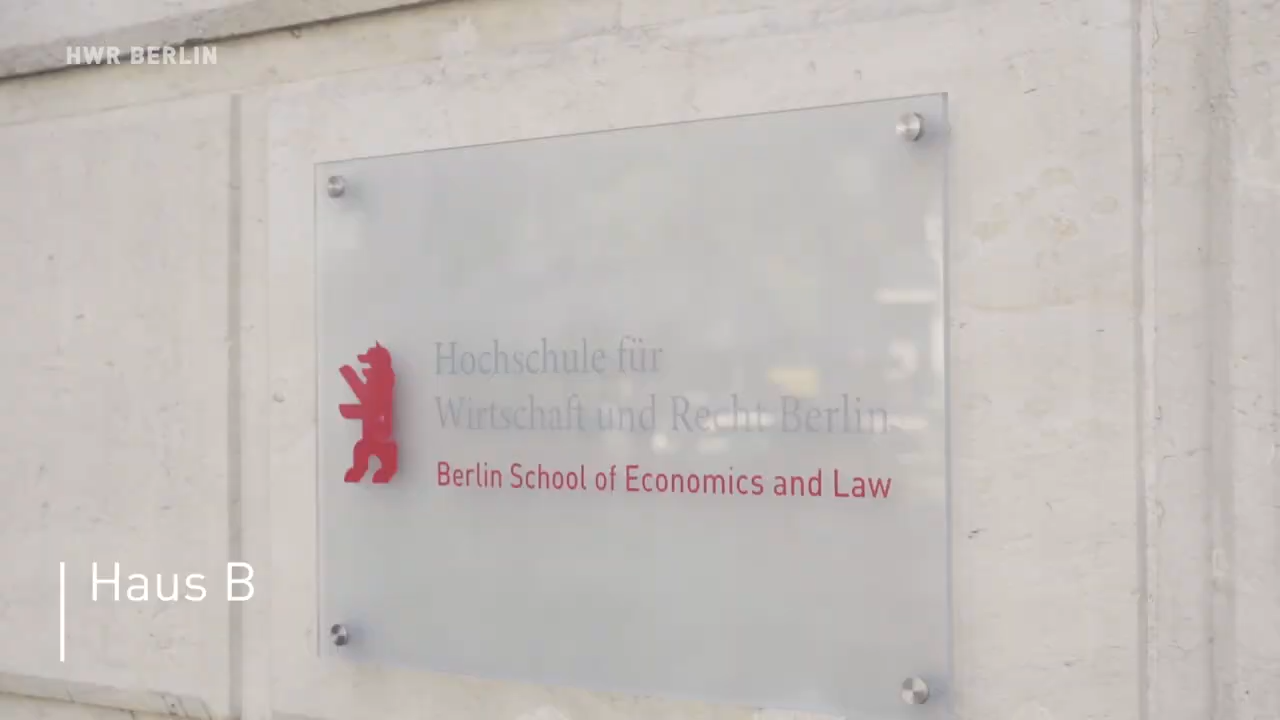 HWR BERLIN
Hochschule für
Wirtschaft und Recht Berlin
Berlin School of Economics and Law
Haus B